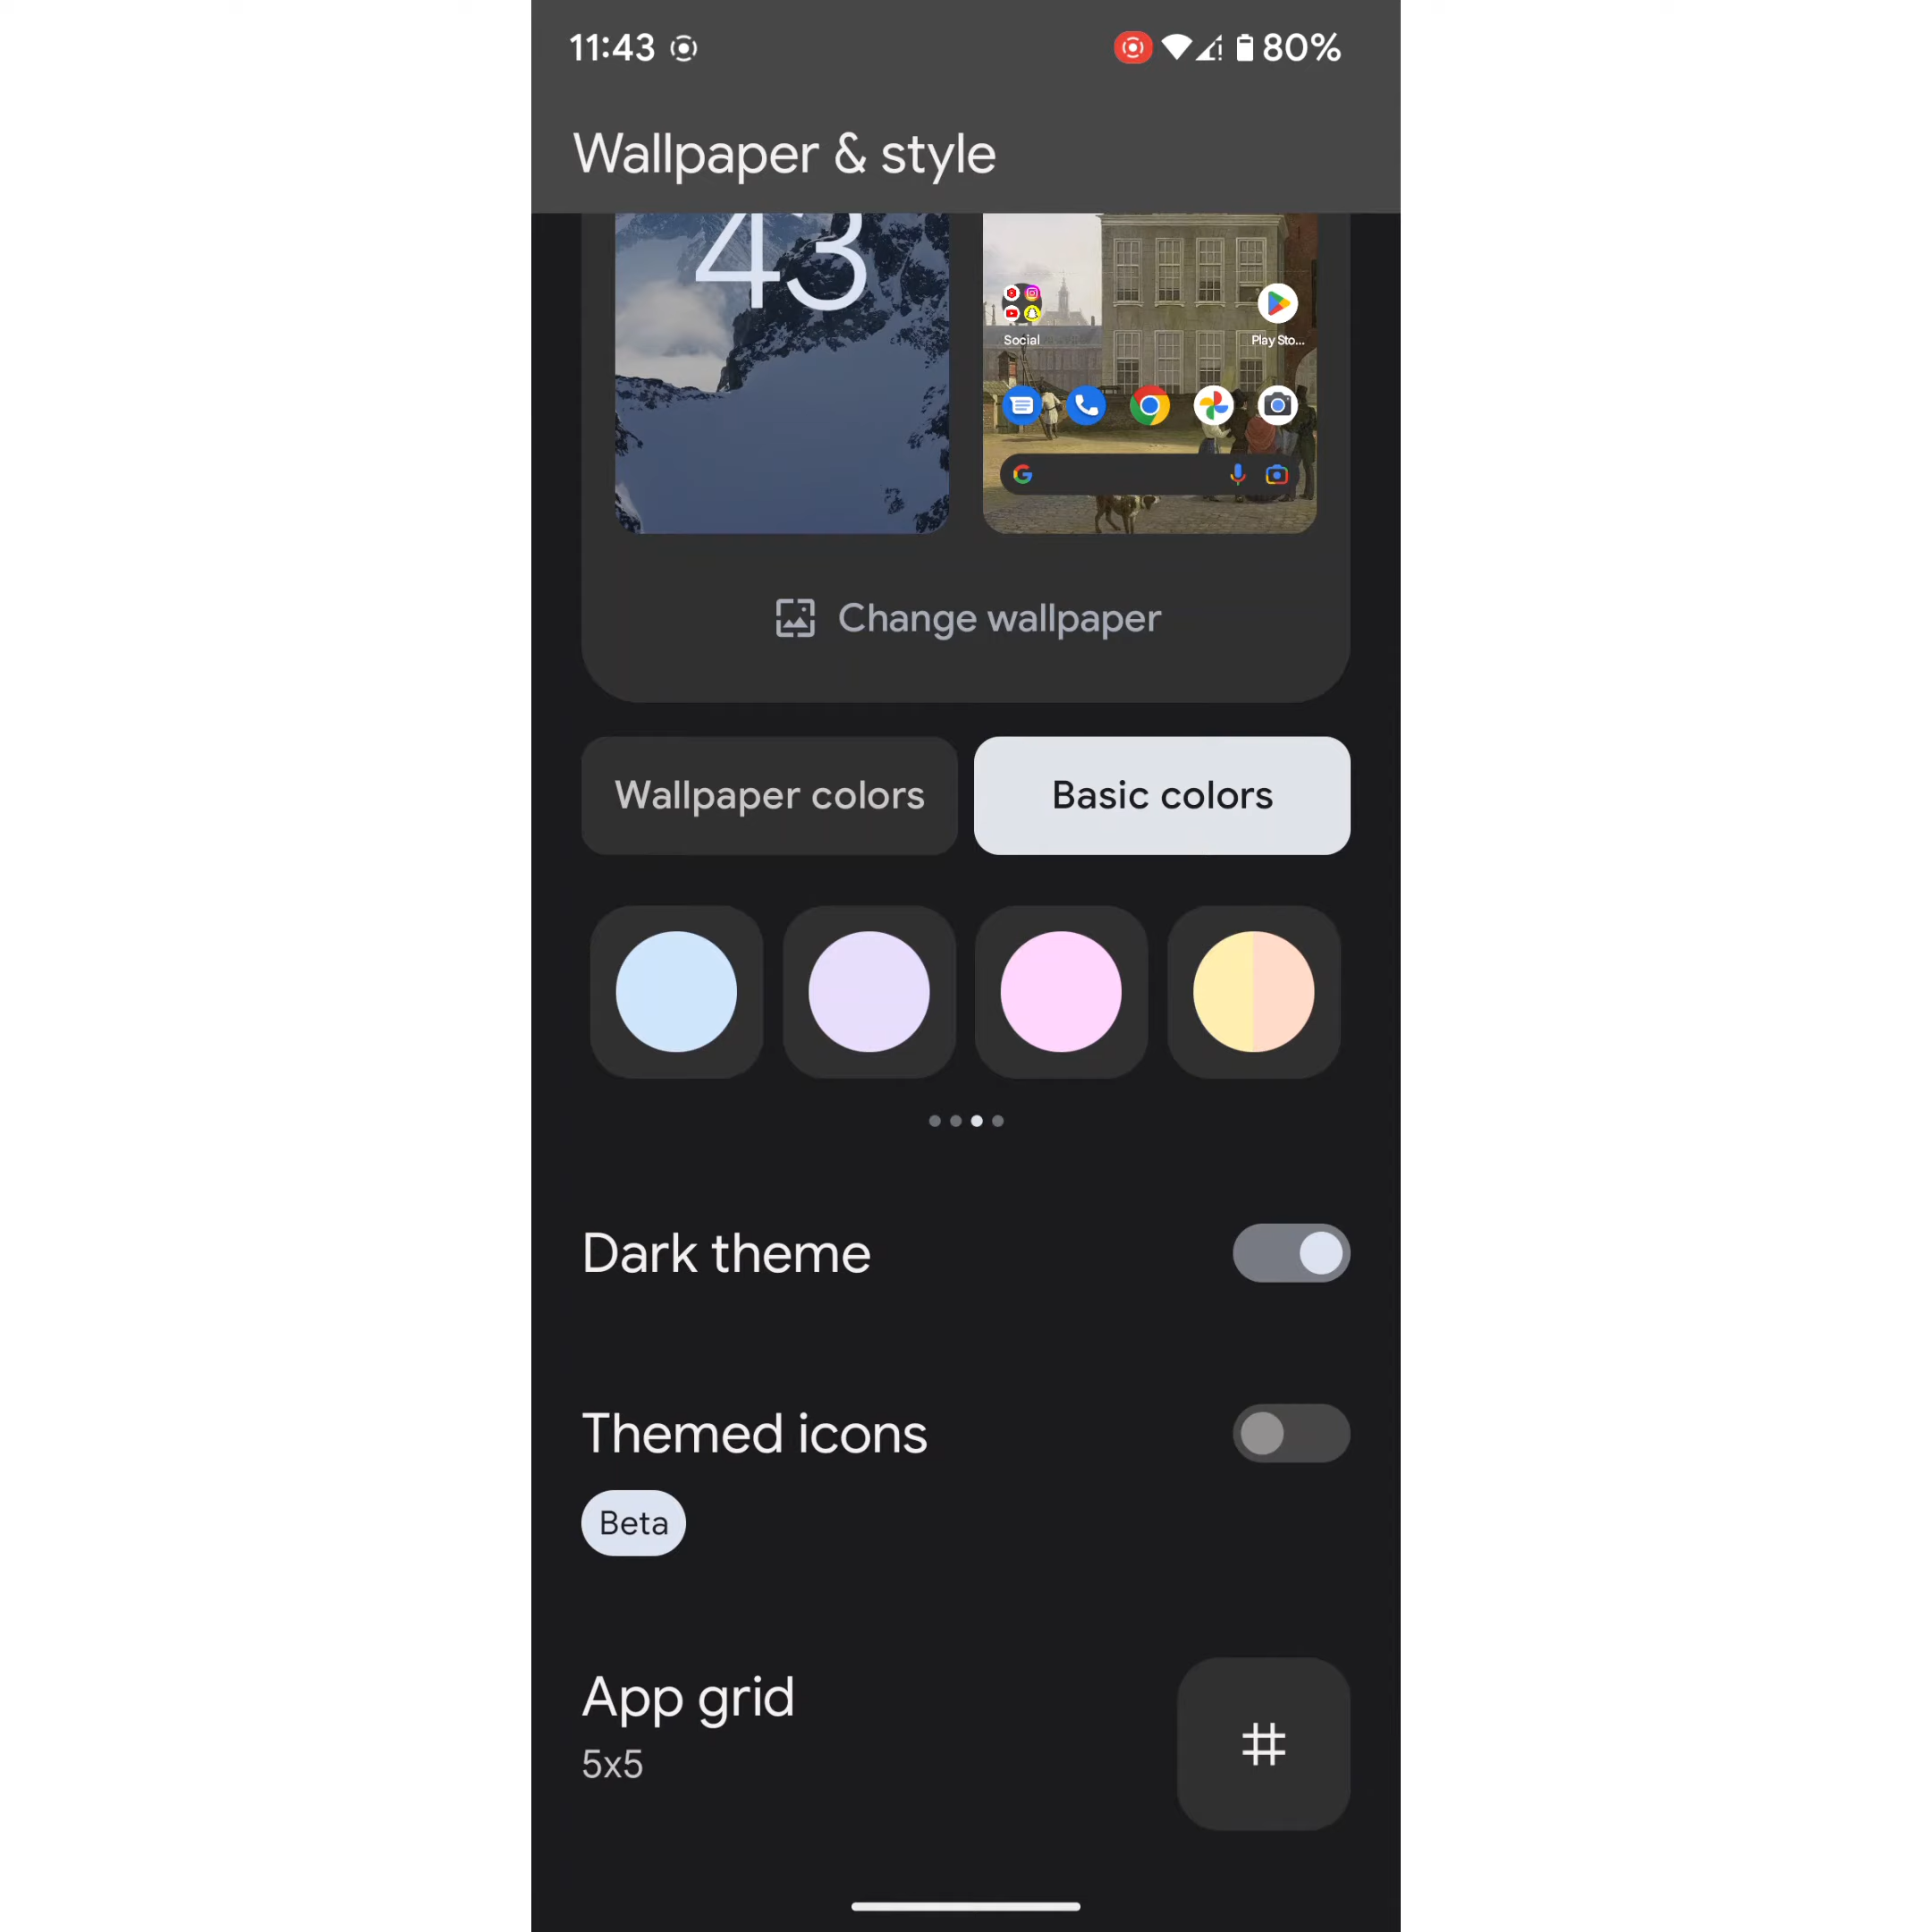 11:43
80%
Wallpaper & style
43
Social
Play Sto...
Change wallpaper
Wallpaper colors
Basic colors
Dark theme
Themed icons
Beta
App grid
5x5